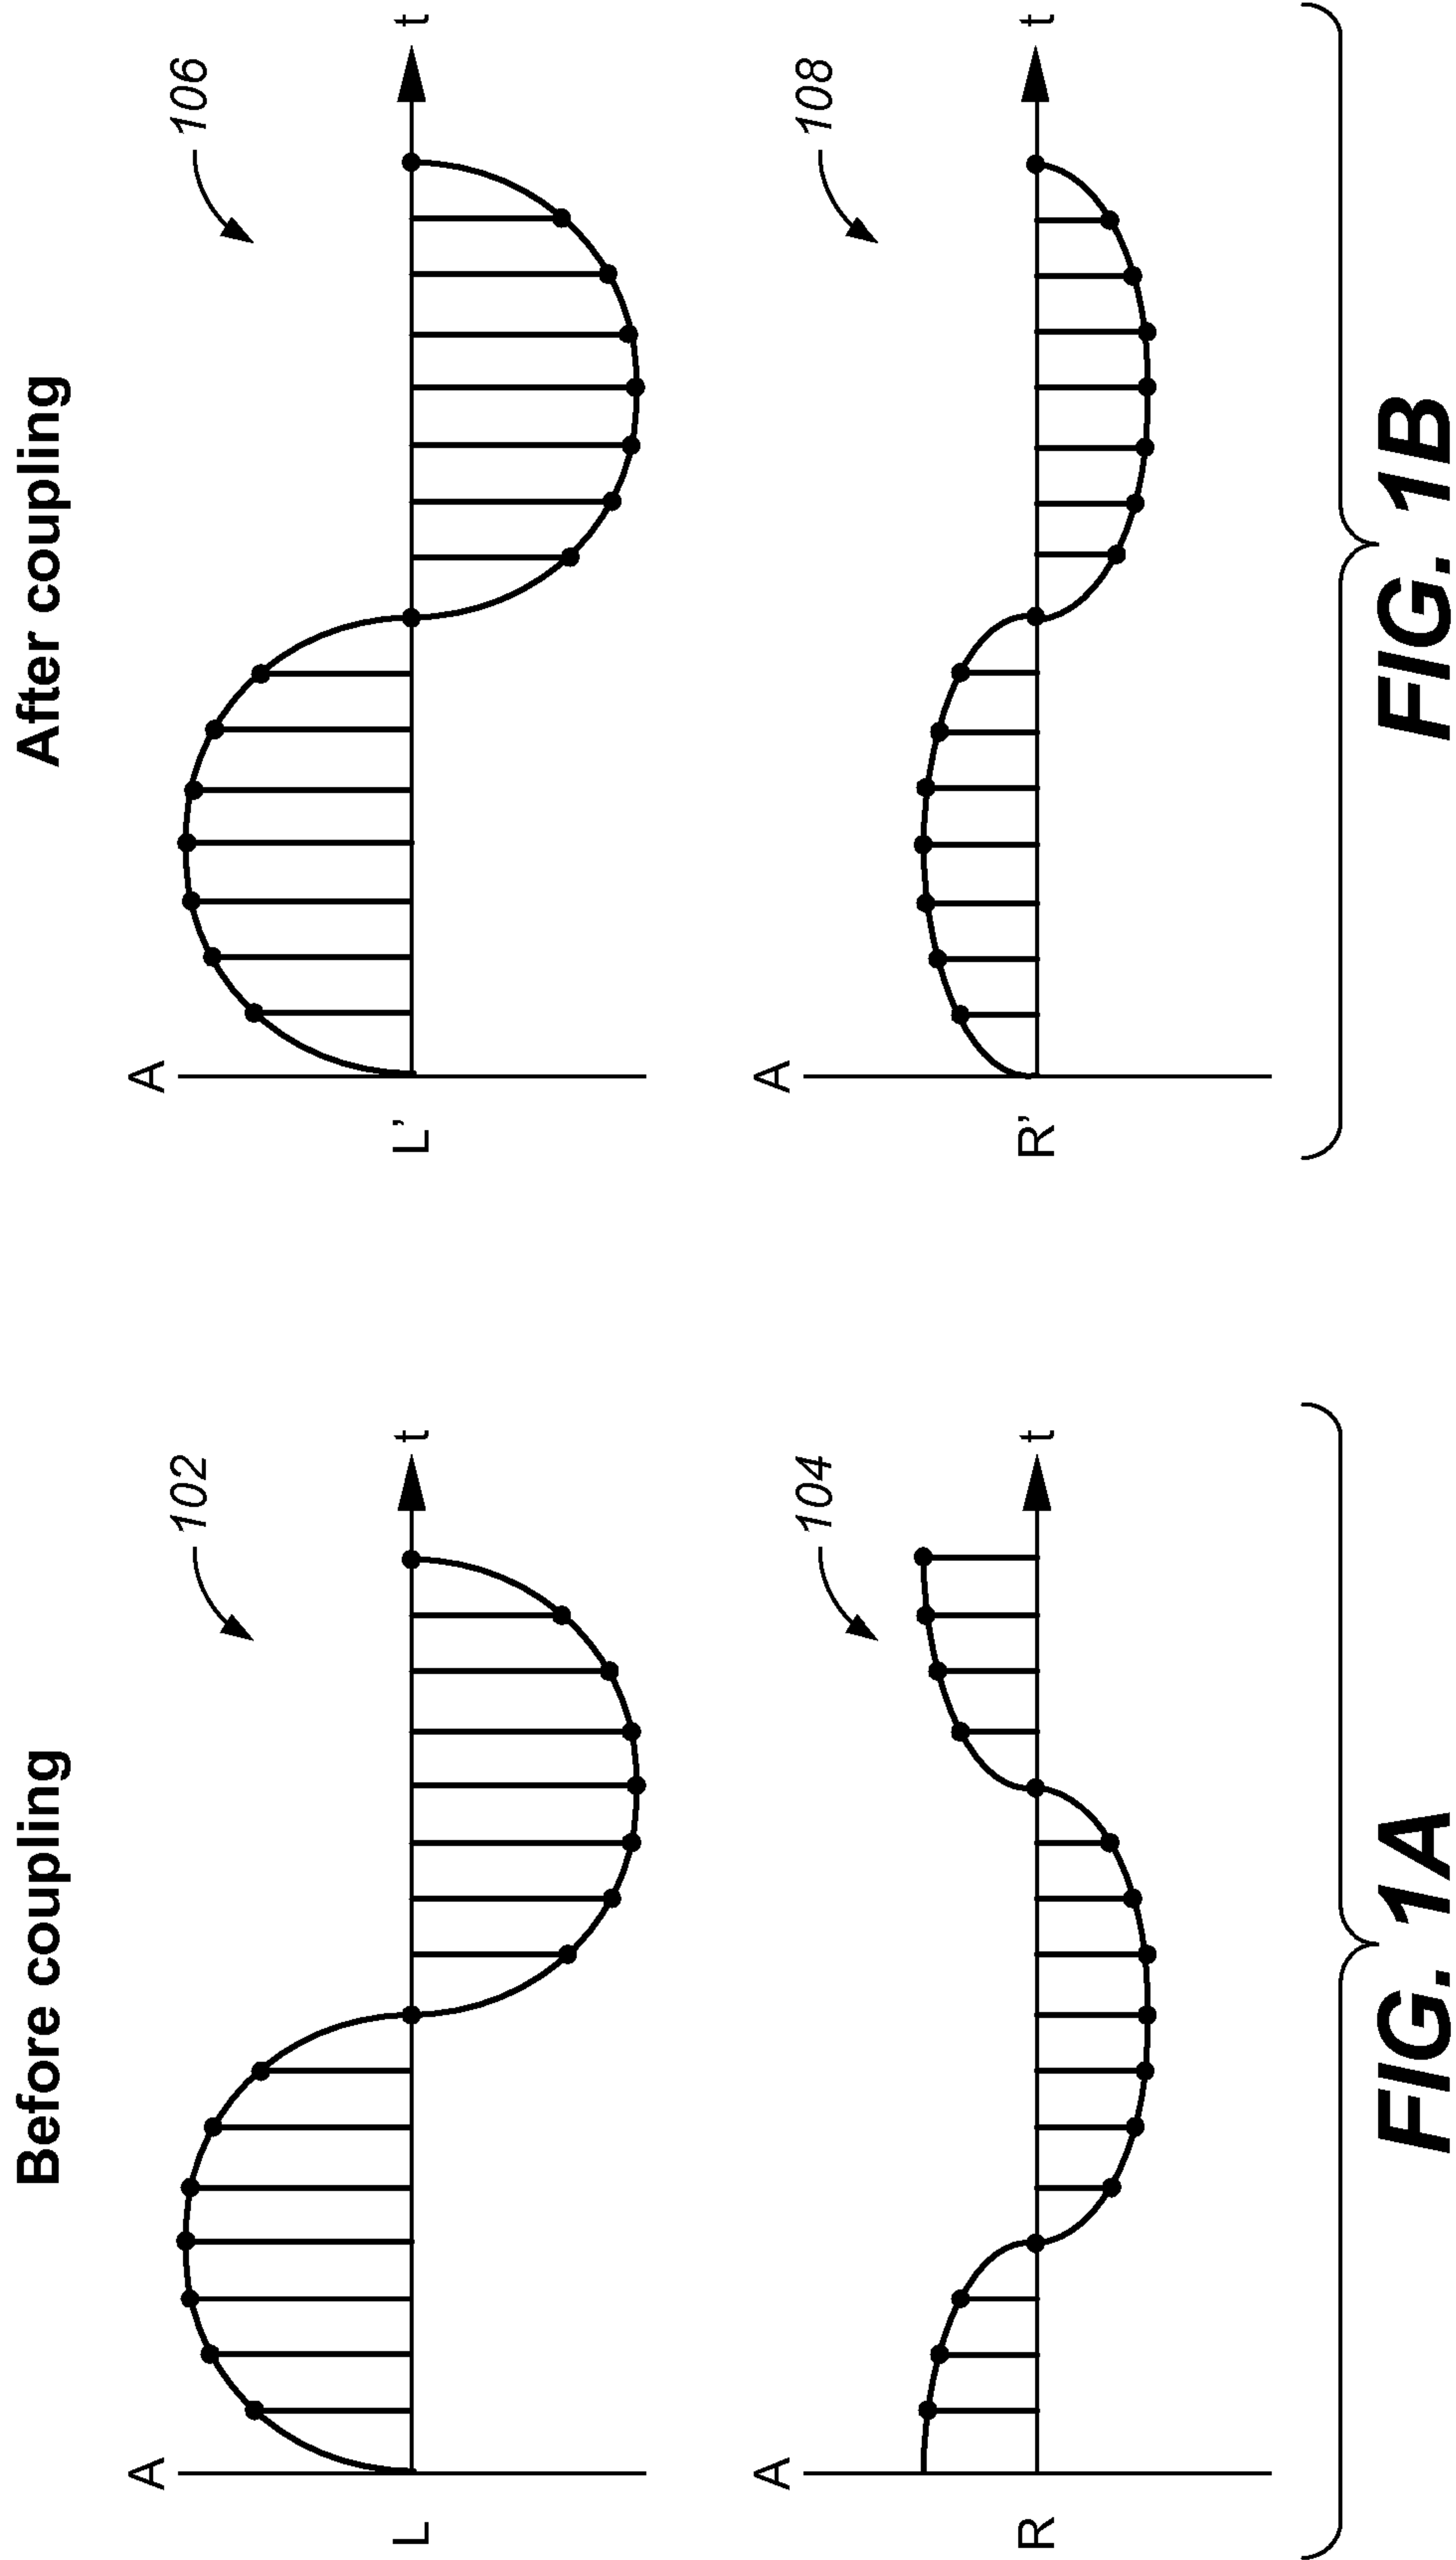 Before coupling
A
102
L
t
A
104
R
t
FIG. 1A
After coupling
A
106
L’
t
A
108
R’
t
FIG. 1B